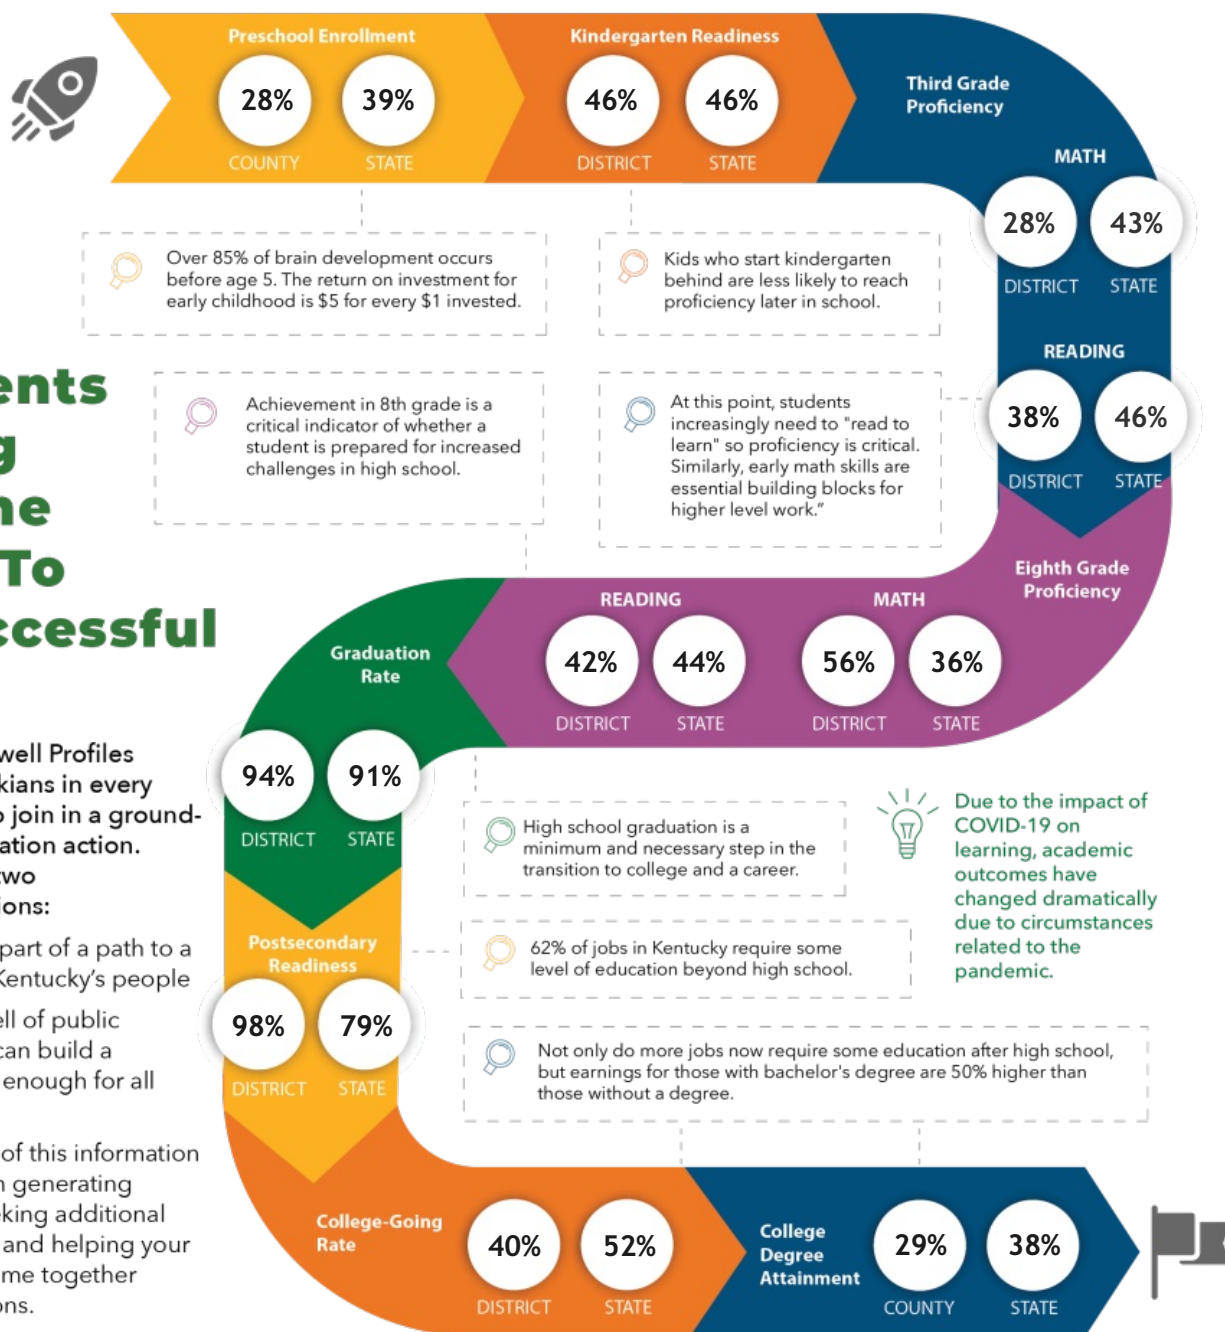 Preschool Enrollment
28%
39%
COUNTY
STATE
Kindergarten Readiness
46%
46%
DISTRICT
STATE
Third Grade
Proficiency
MATH
28%
43%
DISTRICT
STATE
READING
38%
46%
DISTRICT
STATE
Over 85% of brain development occurs
before age 5. The return on investment for
early childhood is $5 for every $1 invested.
Kids who start kindergarten
behind are less likely to reach
proficiency later in school.
Achievement in 8th grade is a
critical indicator of whether a
student is prepared for increased
challenges in high school.
At this point, students
increasingly need to "read to
learn" so proficiency is critical.
Similarly, early math skills are
essential building blocks for
higher level work.”
ents
g
ne
To
ccessful
Eighth Grade
Proficiency
READING
42%
44%
DISTRICT
STATE
MATH
56%
36%
DISTRICT
STATE
Graduation
Rate
94%
91%
DISTRICT
STATE
well Profiles
kians in every
o join in a ground-
ation action.
two
ions:
part of a path to a
Kentucky’s people
ell of public
can build a
enough for all
of this information
n generating
eking additional
and helping your
me together
ons.
High school graduation is a
minimum and necessary step in the
transition to college and a career.
Due to the impact of
COVID-19 on
learning, academic
outcomes have
changed dramatically
due to circumstances
related to the
pandemic.
Postsecondary
Readiness
98%
79%
DISTRICT
STATE
62% of jobs in Kentucky require some
level of education beyond high school.
Not only do more jobs now require some education after high school,
but earnings for those with bachelor's degree are 50% higher than
those without a degree.
College-Going
Rate
40%
52%
DISTRICT
STATE
College
Degree
Attainment
29%
38%
COUNTY
STATE